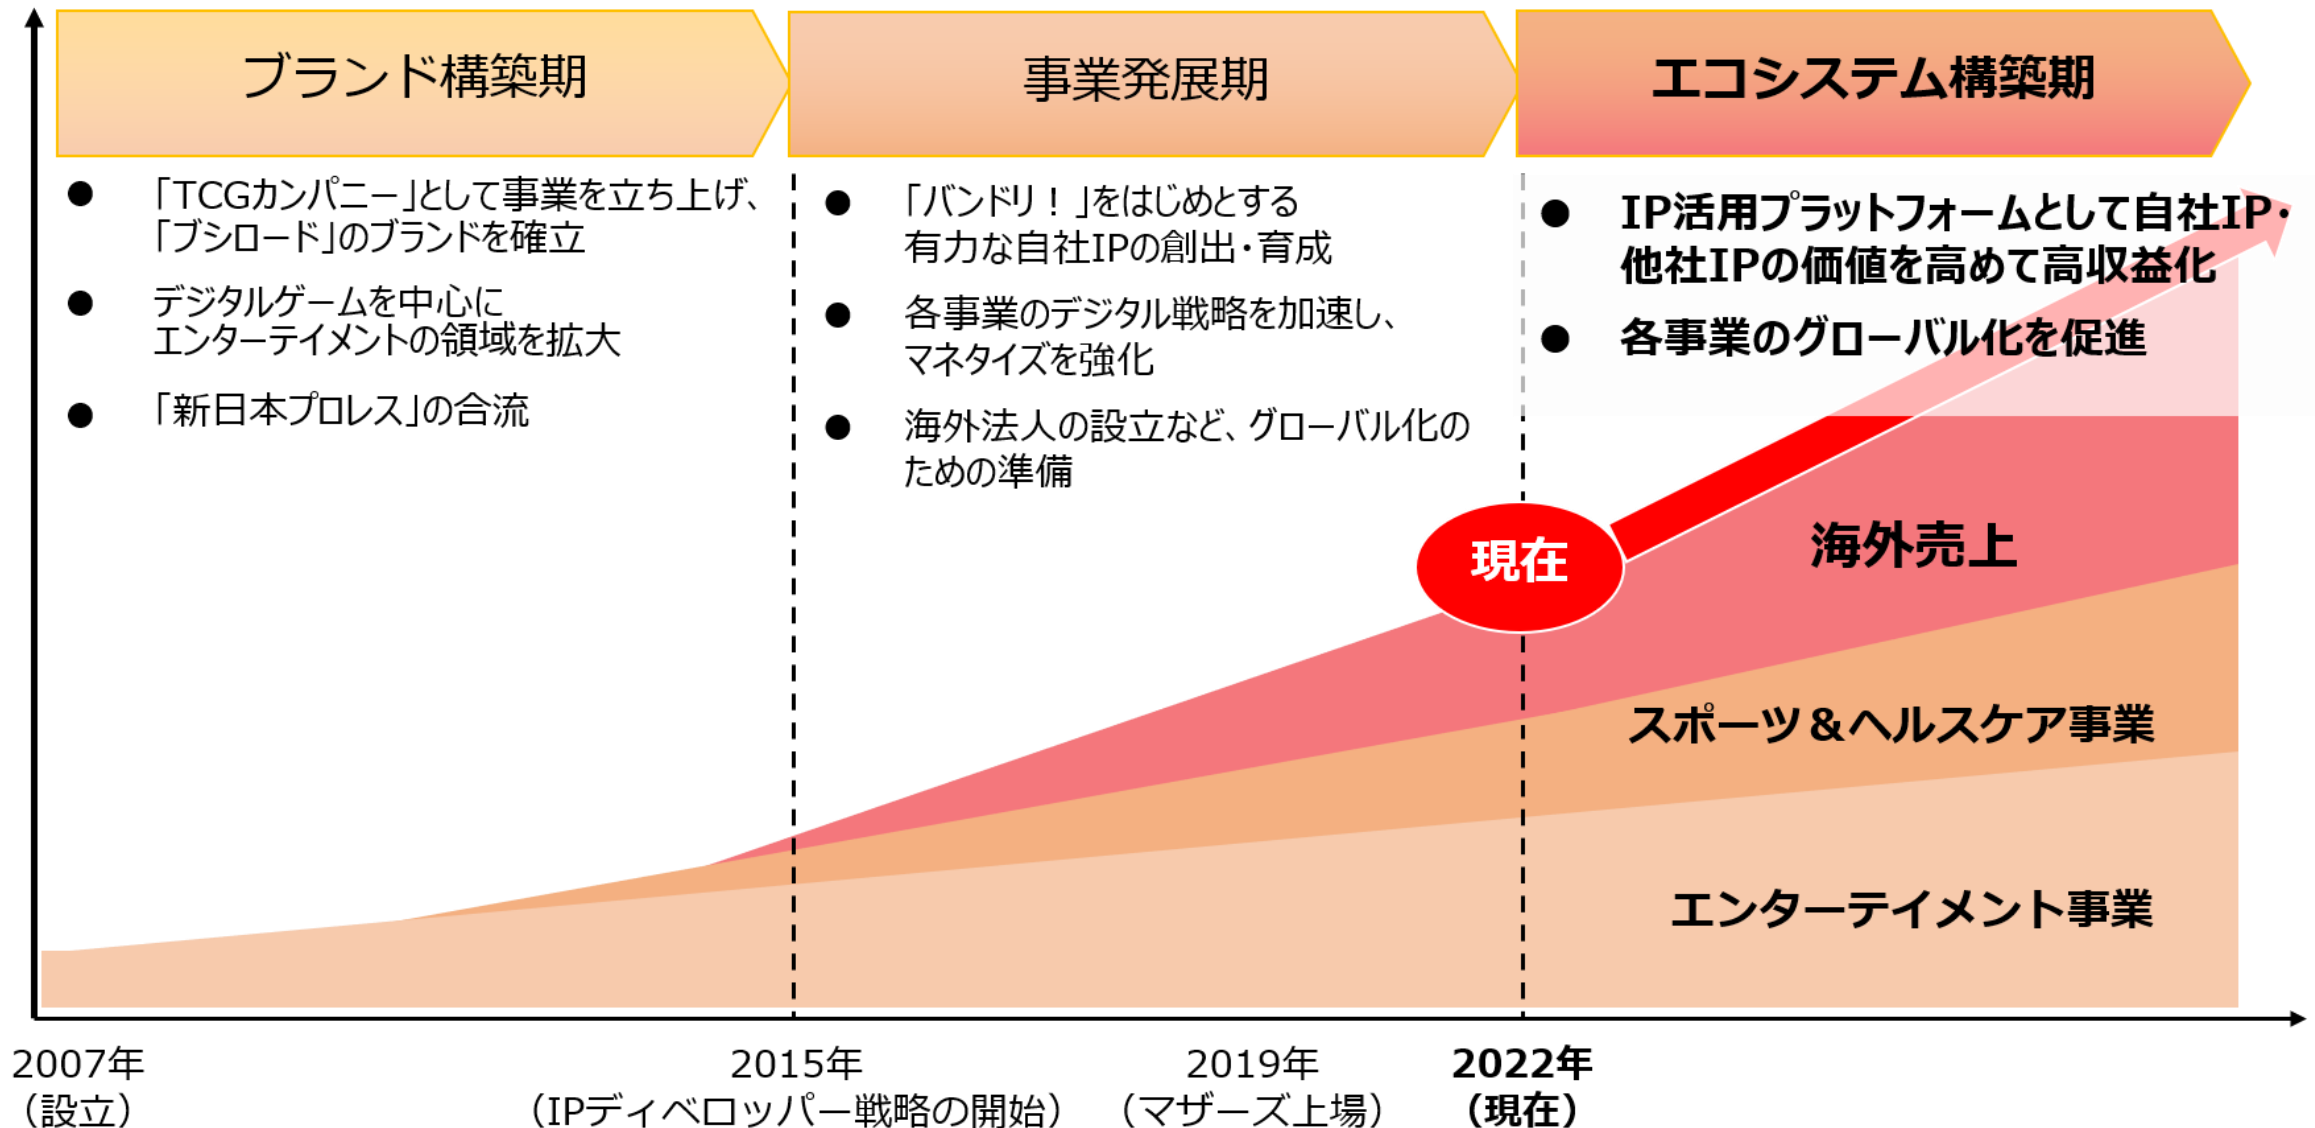 ブランド構築期
事業発展期
エコシステム構築期
● 「TCGカンパニー」として事業を立ち上げ、
「ブシロード」のブランドを確立
● デジタルゲームを中心に
エンターテイメントの領域を拡大
● 「新日本プロレス」の合流
● 「バンドリ！」をはじめとする
有力な自社IPの創出・育成
● 各事業のデジタル戦略を加速し、
マネタイズを強化
● 海外法人の設立など、グローバル化の
ための準備
● IP活用プラットフォームとして自社IP・
他社IPの価値を高めて高収益化
● 各事業のグローバル化を促進
現在
海外売上
スポーツ＆ヘルスケア事業
エンターテイメント事業
2007年
（設立）
2015年
（IPディベロッパー戦略の開始）
2019年
（マザーズ上場）
2022年
（現在）